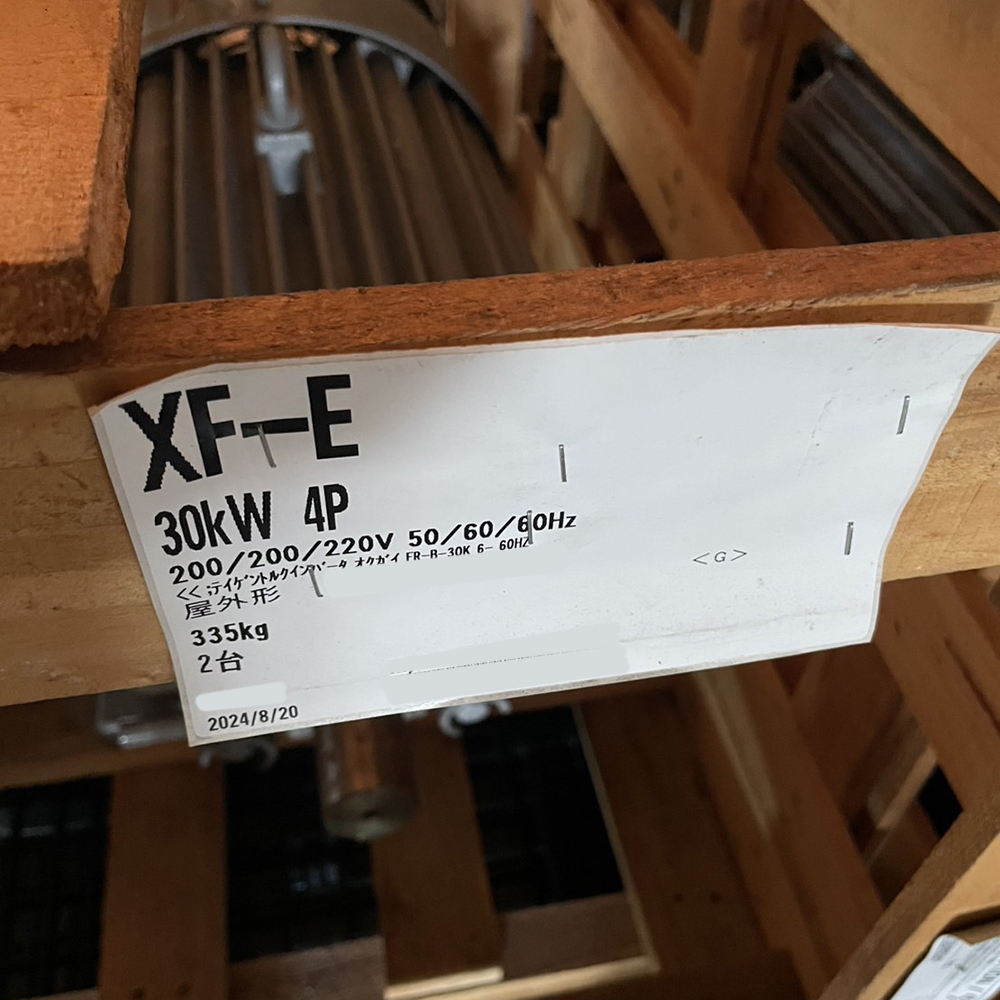 XF-E
30kW 4P
200/200/220V 50/60/60Hz
<<テイゲントルクインバータ オクガイ FR-B-30K 6- 60HZ
屋外形
<G>
335kg
2台
2024/8/20